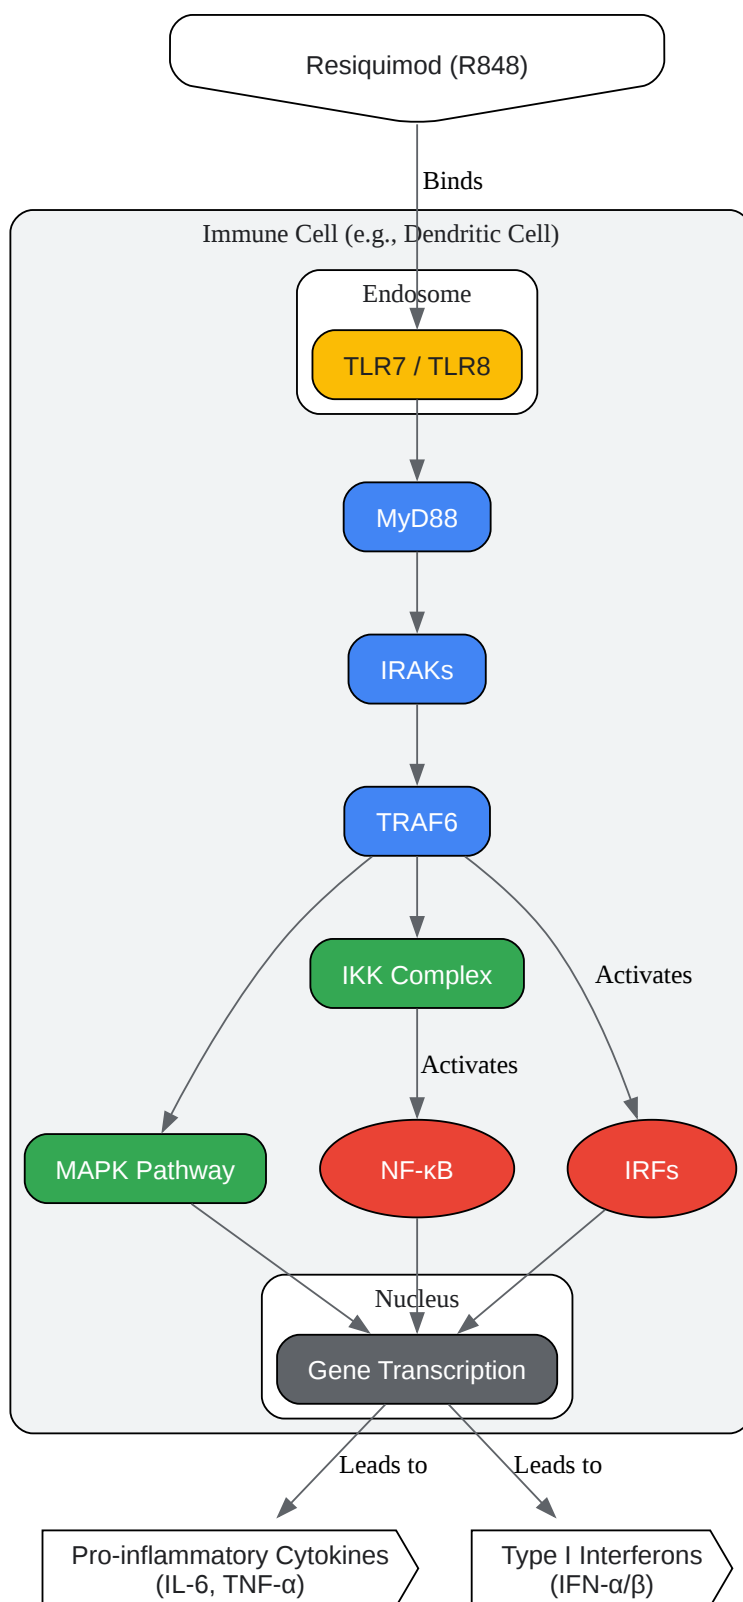 Resiquimod (R848)
Binds
Immune Cell (e.g., Dendritic Cell)
Endosome
TLR7 / TLR8
MyD88
IRAKs
TRAF6
IKK Complex
Activates
Activates
MAPK Pathway
NF-κB
IRFs
Nucleus
Gene Transcription
Leads to
Leads to
Pro-inflammatory Cytokines
(IL-6, TNF-α)
Type I Interferons
(IFN-α/β)